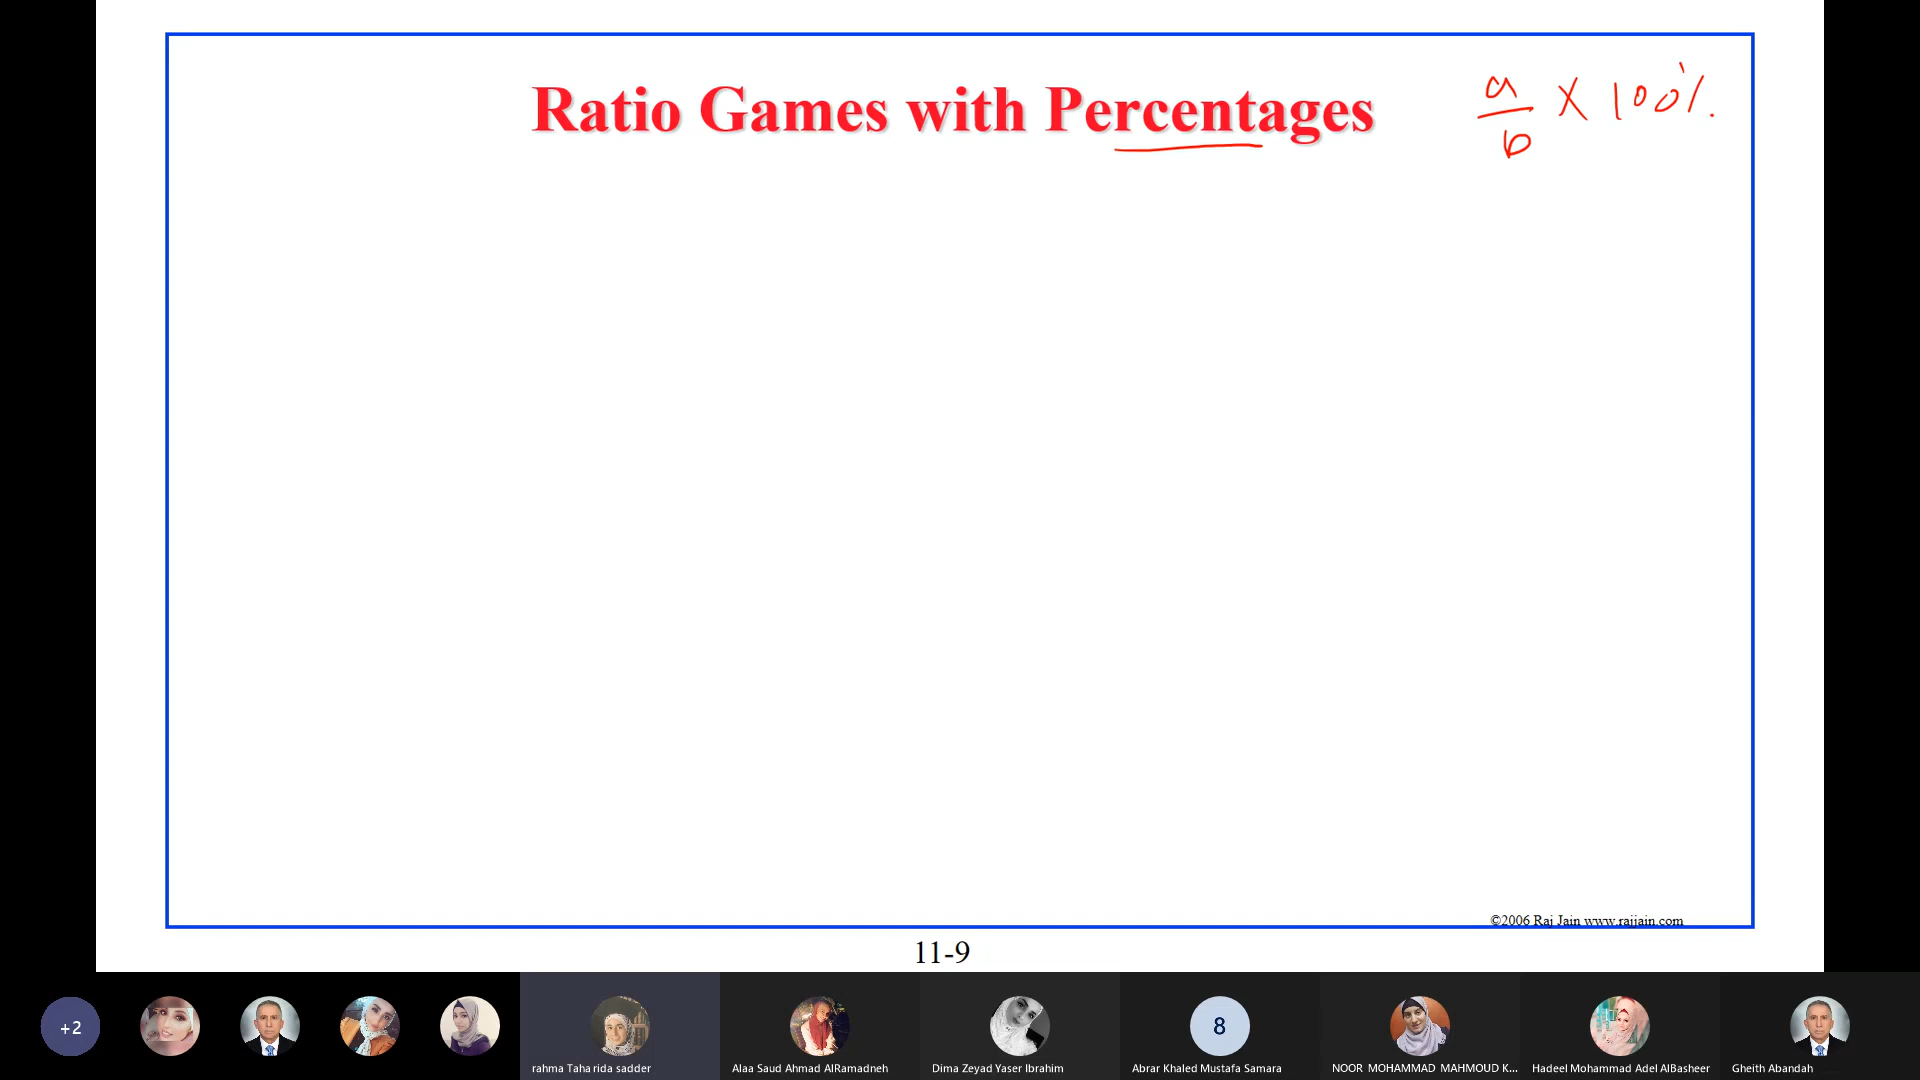 Ratio Games with Percentages
a/b × 100%
©2006 Raj Jain www.rajjain.com
11-9
+2
8
rahma Taha rida sadder
Alaa Saud Ahmad AlRamadneh
Dima Zeyad Yaser Ibrahim
Abrar Khaled Mustafa Samara
NOOR MOHAMMAD MAHMOUD K...
Hadeel Mohammad Adel AlBasheer
Gheith Abandah